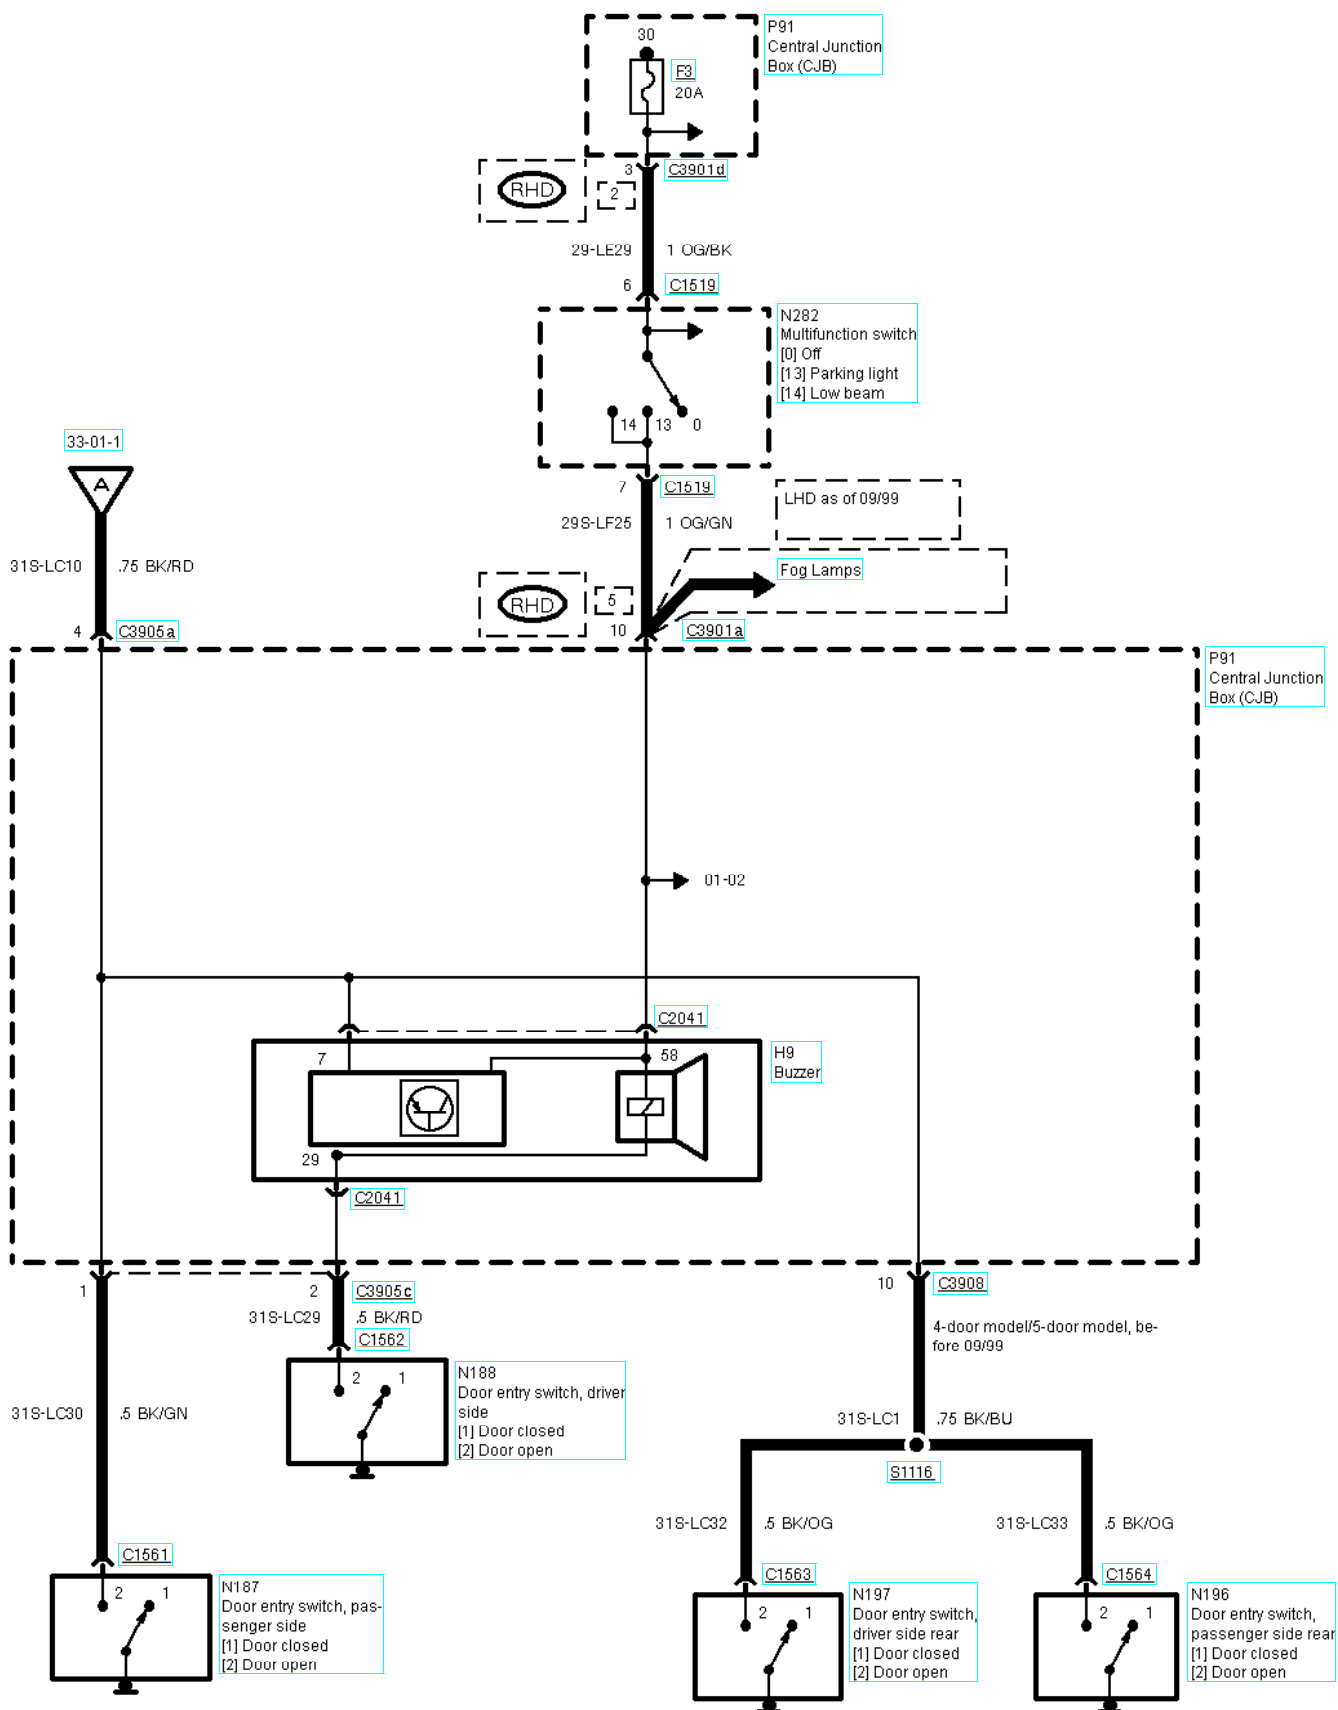 P91
Central Junction
Box (CJB)
30
F3
20A
3
C3901d
RHD
2
29-LE29
1 OG/BK
6
C1519
N282
Multifunction switch
[0] Off
[13] Parking light
[14] Low beam
14
13
0
33-01-1
A
7
C1519
LHD as of 09/99
29S-LF25
1 OG/GN
31S-LC10
.75 BK/RD
Fog Lamps
RHD
5
4
C3905a
10
C3901a
P91
Central Junction
Box (CJB)
01-02
C2041
7
58
H9
Buzzer
29
C2041
1
2
C3905c
10
C3908
31S-LC29
.5 BK/RD
C1562
4-door model/5-door model, be-
fore 09/99
2
1
N188
Door entry switch, driver
side
[1] Door closed
[2] Door open
31S-LC30
.5 BK/GN
31S-LC1
.75 BK/BU
S1116
31S-LC32
.5 BK/OG
31S-LC33
.5 BK/OG
C1561
C1563
C1564
2
1
N187
Door entry switch, pas-
senger side
[1] Door closed
[2] Door open
2
1
N197
Door entry switch,
driver side rear
[1] Door closed
[2] Door open
2
1
N196
Door entry switch,
passenger side rear
[1] Door closed
[2] Door open